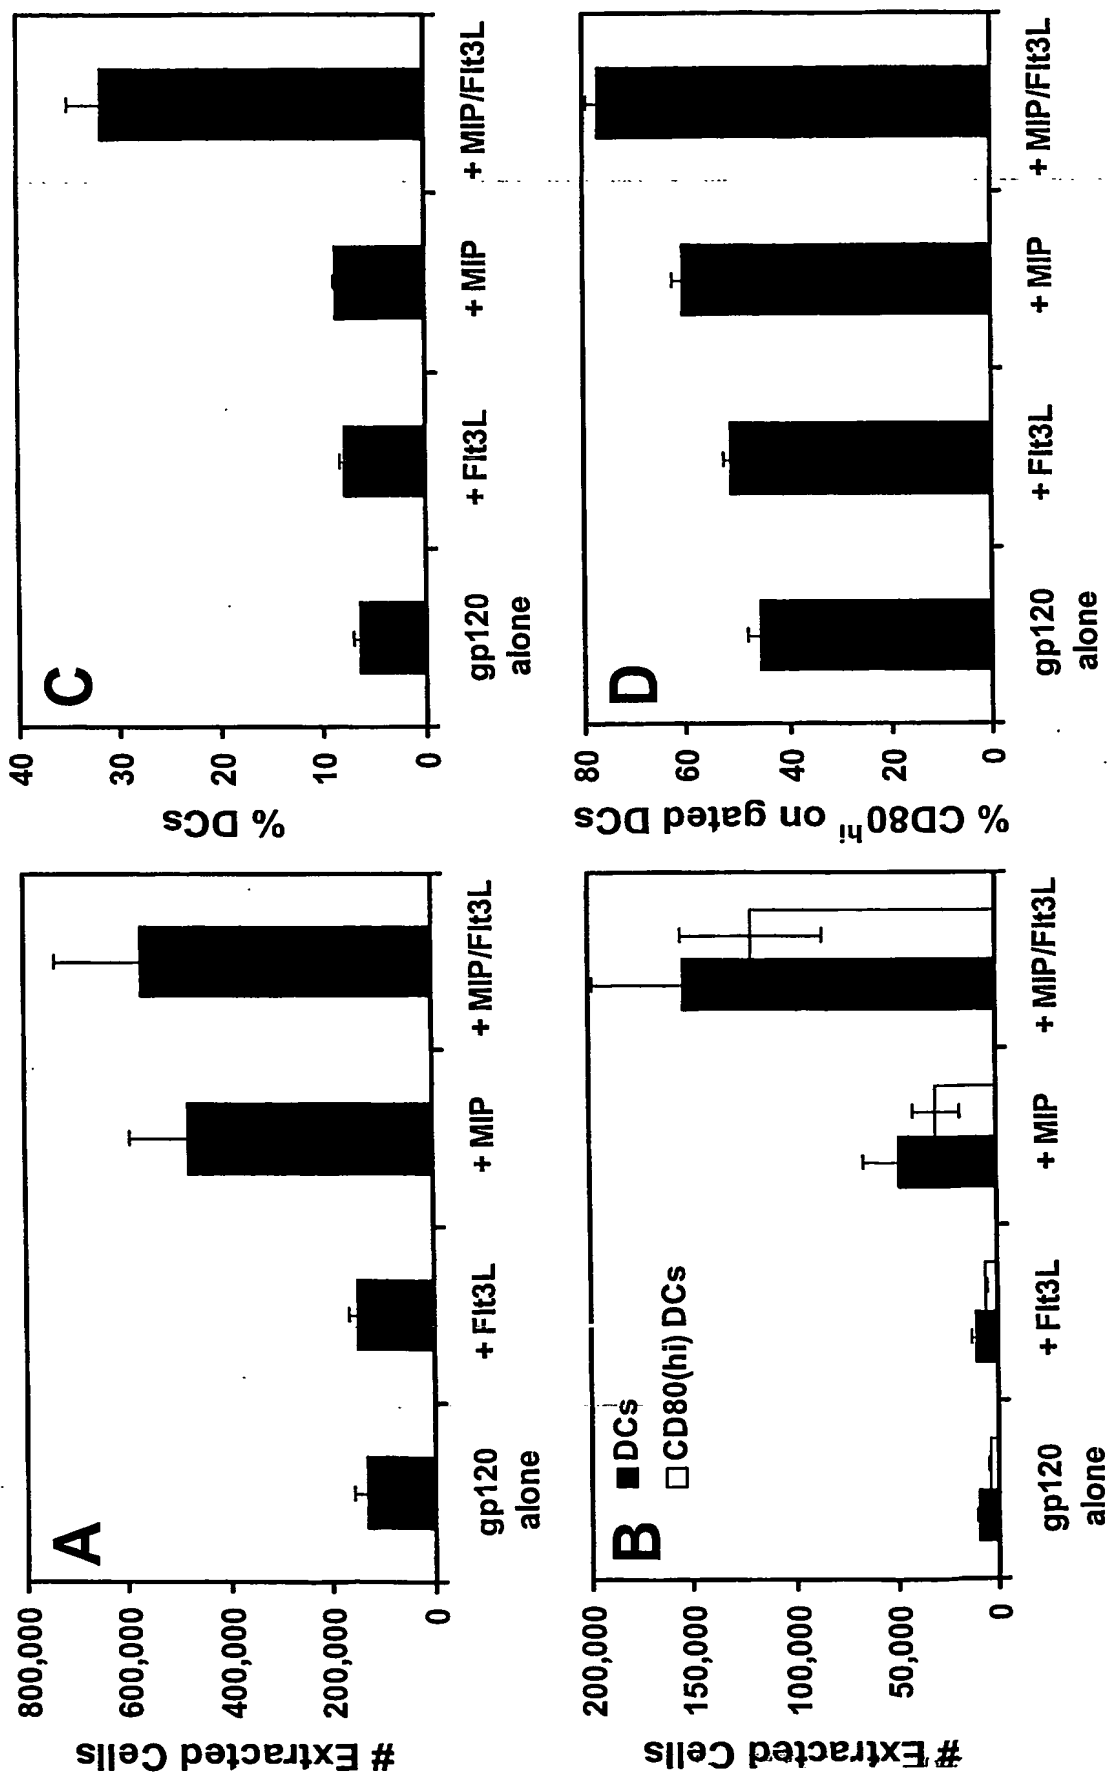 A
# Extracted Cells
800,000
600,000
400,000
200,000
0
gp120 alone
+ Flt3L
+ MIP
+ MIP/Flt3L
B
# Extracted Cells
200,000
150,000
100,000
50,000
0
DCs
CD80(hi) DCs
gp120 alone
+ Flt3L
+ MIP
+ MIP/Flt3L
C
% DCs
40
30
20
10
0
gp120 alone
+ Flt3L
+ MIP
+ MIP/Flt3L
D
% CD80hi on gated DCs
80
60
40
20
0
gp120 alone
+ Flt3L
+ MIP
+ MIP/Flt3L